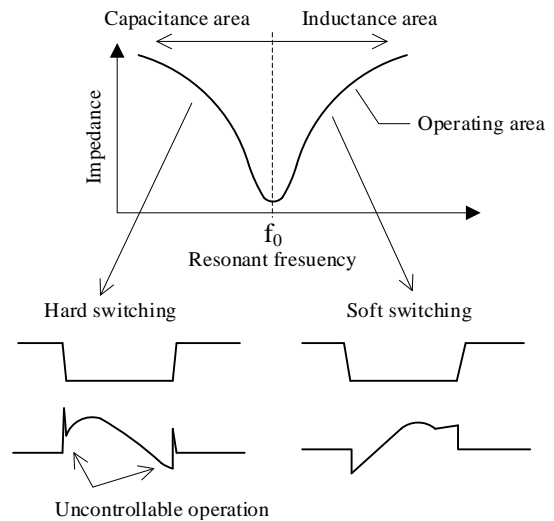 Capacitance area
Inductance area
Impedance
Operating area
f0
Resonant fresuency
Hard switching
Soft switching
Uncontrollable operation